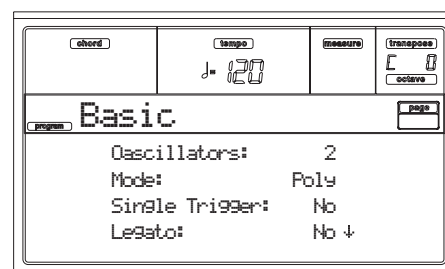 chord
tempo
measure
transpose
♩= 120
C 0
octave
program
Basic
page
Oascillators: 2
Mode: Poly
Single Trigger: No
Legato: No ↓